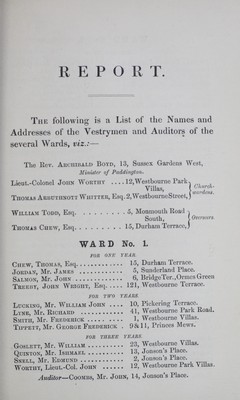 REPORT.
THE following is a List of the Names and
Addresses of the Vestrymen and Auditors of the
several Wards, viz.:—
The Rev. ARCHIBALD BOYD, 13, Sussex Gardens West,
Minister of Paddington.
Lieut.-Colonel JOHN WORTHY .... 12, Westbourne Park Villas, } Church-
THOMAS ARBUTHNOTT WHITTER, Esq. 2, Westbourne Street, } wardens.
WILLIAM TODD, Esq. . . . . . . . . 5, Monmouth Road South, } Overseers
THOMAS CHEW, Esq. . . . . . . . . . 15, Durham Terrace, }
WARD No. 1.
FOR ONE YEAR
CHEW, THOMAS, Esq. .............. 15, Durham Terrace.
JORDAN, Mr. JAMES ............ 5, Sunderland Place.
SALMON, Mr. JOHN ............ 6, Bridge Ter., Ormes Green
TREEBY, JOHN WRIGHT, Esq. .... 121, Westbourne Terrace.
FOR TWO YEARS
LUCKING, Mr. WILLIAM JOHN .... 10, Pickering Terrace.
LYNE, Mr. RICHARD ............ 41, Westbourne Park Road.
SMITH, Mr. FREDERICK .......... 1, Westbourne Villas.
TIPPETT, Mr. GEORGE FREDERICK . 9 & 11, Princes Mews.
FOR THREE YEARS
GOSLETT, Mr. WILLIAM .......... 23, Westbourne Villas.
QUINTON, Mr. ISHMAEL ............ 13, Jonson's Place.
SNELL, Mr. EDMUND ............ 2, Jonson's Place.
WORTHY, Lieut.-Col. JOHN ...... 12, Westbourne Park Villas.
Auditor—COOMBS, Mr. JOHN, 14, Jonson's Place.